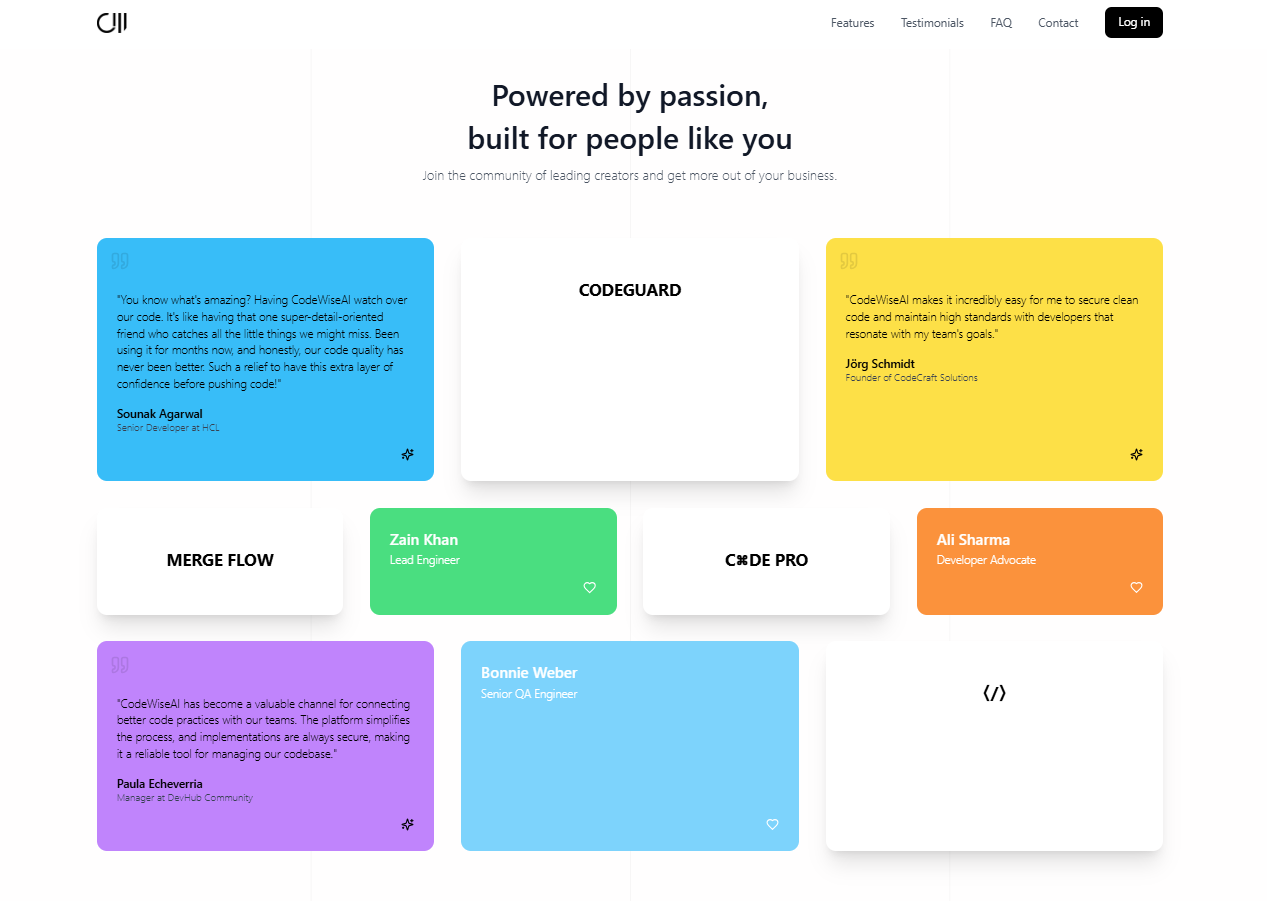 Features Testimonials FAQ Contact Log in
Powered by passion,
built for people like you
Join the community of leading creators and get more out of your business.
"You know what's amazing? Having CodeWiseAI watch over
our code. It's like having that one super-detail-oriented
friend who catches all the little things we might miss. Been
using it for months now, and honestly, our code quality has
never been better. Such a relief to have this extra layer of
confidence before pushing code!"
Sounak Agarwal
Senior Developer at HCL
CODEGUARD
"CodeWiseAI makes it incredibly easy for me to secure clean
code and maintain high standards with developers that
resonate with my team's goals."
Jörg Schmidt
Founder of CodeCraft Solutions
MERGE FLOW
Zain Khan
Lead Engineer
C⌘DE PRO
Ali Sharma
Developer Advocate
"CodeWiseAI has become a valuable channel for connecting
better code practices with our teams. The platform simplifies
the process, and implementations are always secure, making
it a reliable tool for managing our codebase."
Paula Echeverria
Manager at DevHub Community
Bonnie Weber
Senior QA Engineer
⟨/⟩